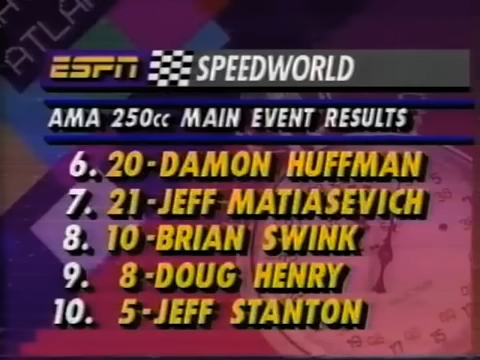 ATLA
ESPN SPEEDWORLD
AMA 250cc MAIN EVENT RESULTS
6. 20-DAMON HUFFMAN
7. 21-JEFF MATIASEVICH
8. 10-BRIAN SWINK
9. 8-DOUG HENRY
10. 5-JEFF STANTON